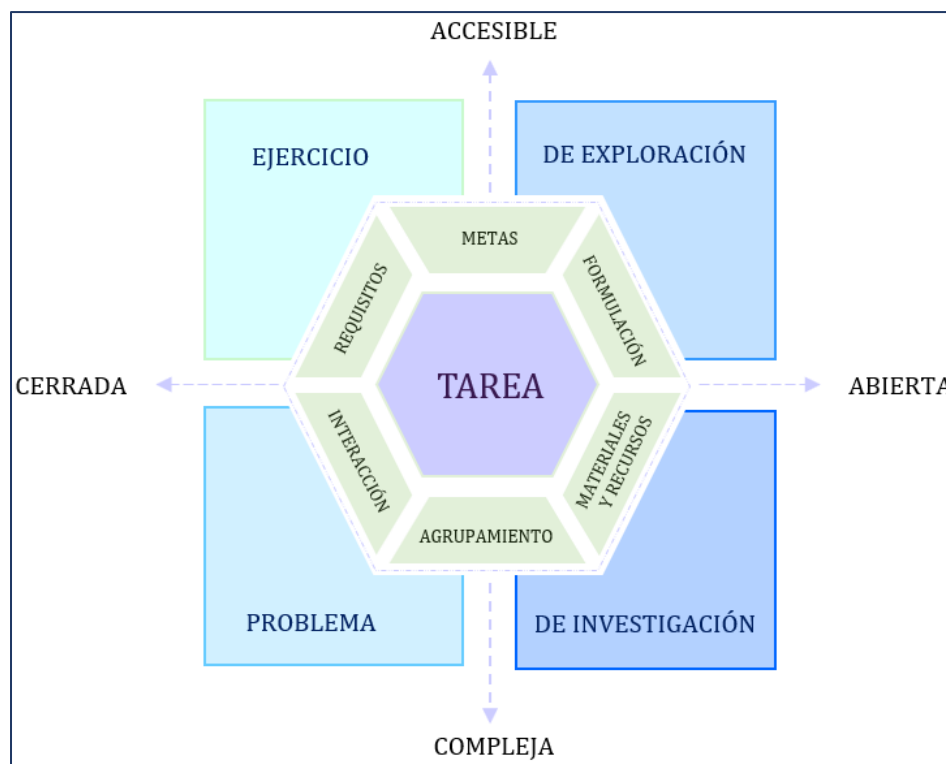 ACCESIBLE
EJERCICIO
DE EXPLORACIÓN
METAS
REQUISITOS
FORMULACIÓN
CERRADA
TAREA
ABIERTA
INTERACCIÓN
MATERIALES
Y RECURSOS
AGRUPAMIENTO
PROBLEMA
DE INVESTIGACIÓN
COMPLEJA